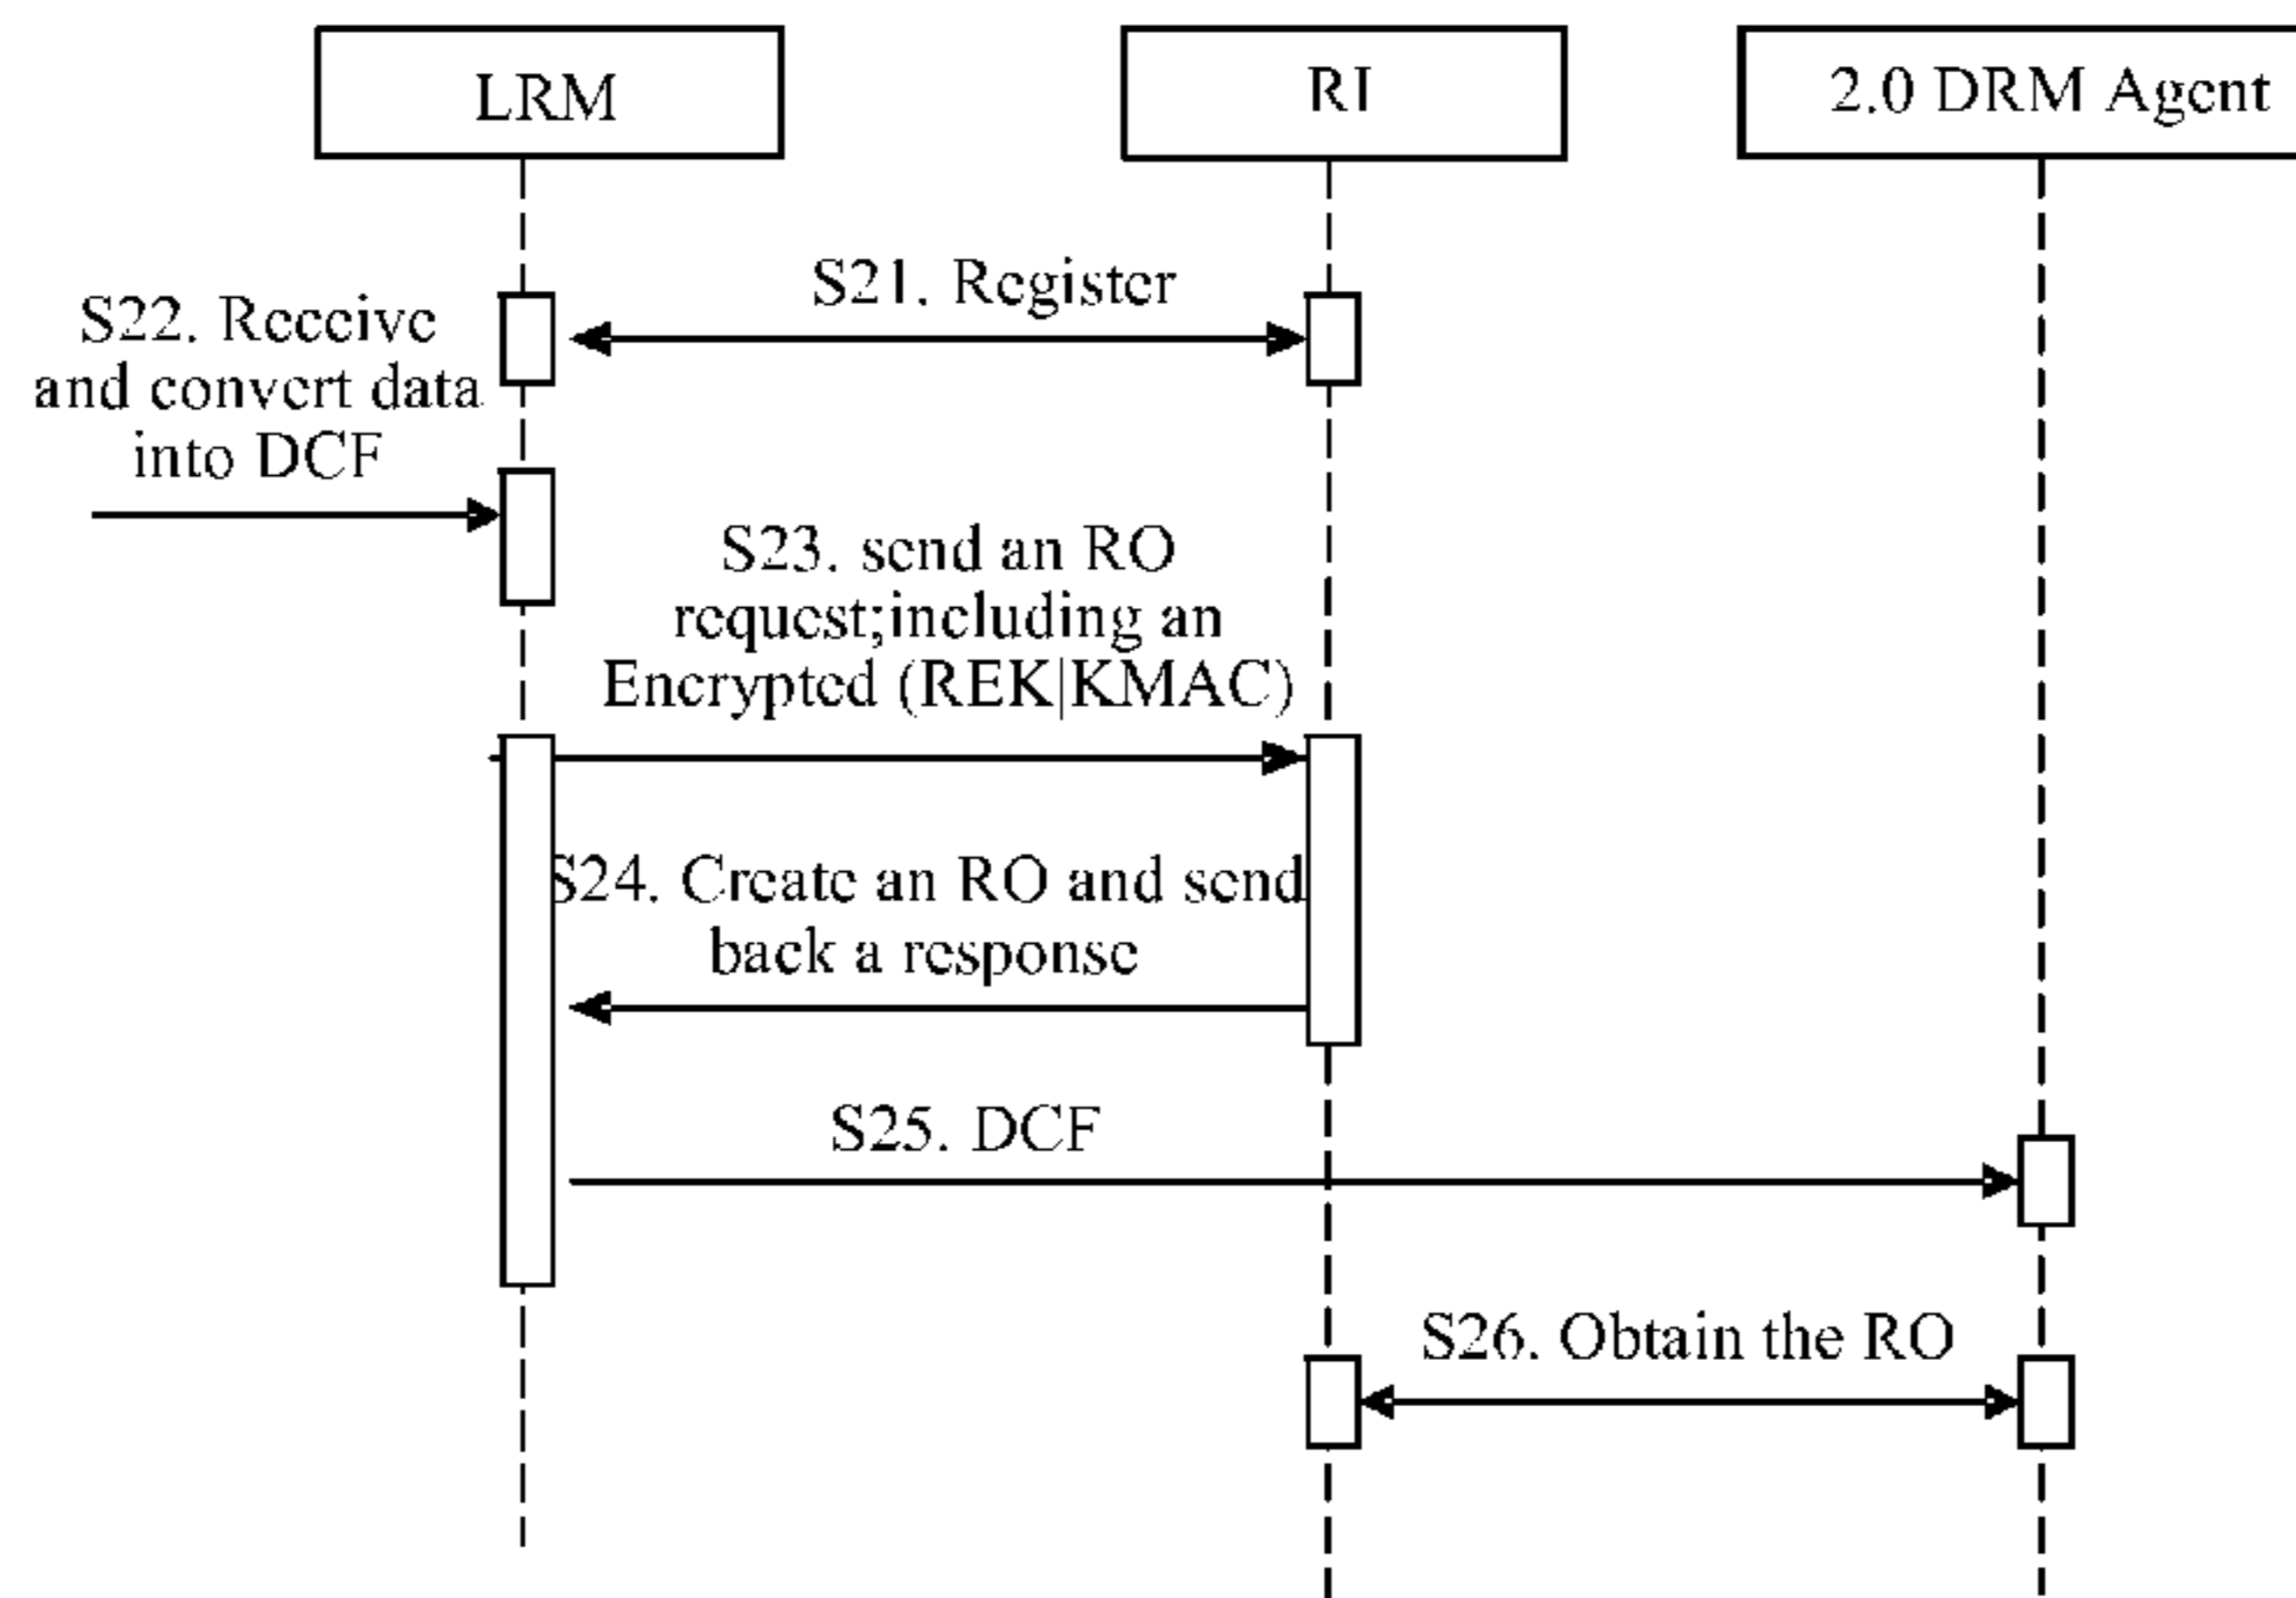 LRM
RI
2.0 DRM Agent
S21. Register
S22. Receive
and convert data
into DCF
S23. send an RO
request;including an
Encrypted (REK|KMAC)
S24. Create an RO and send
back a response
S25. DCF
S26. Obtain the RO